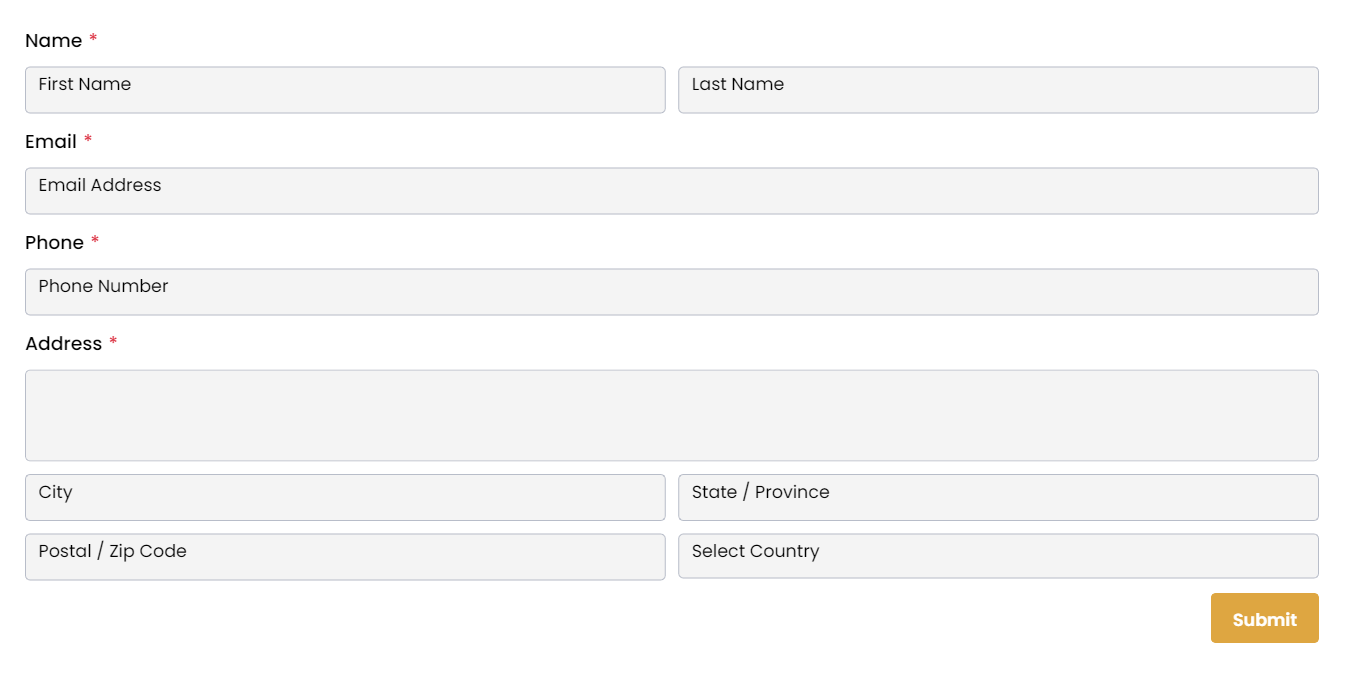 Name *
First Name Last Name
Email *
Email Address
Phone *
Phone Number
Address *
City State / Province
Postal / Zip Code Select Country
Submit